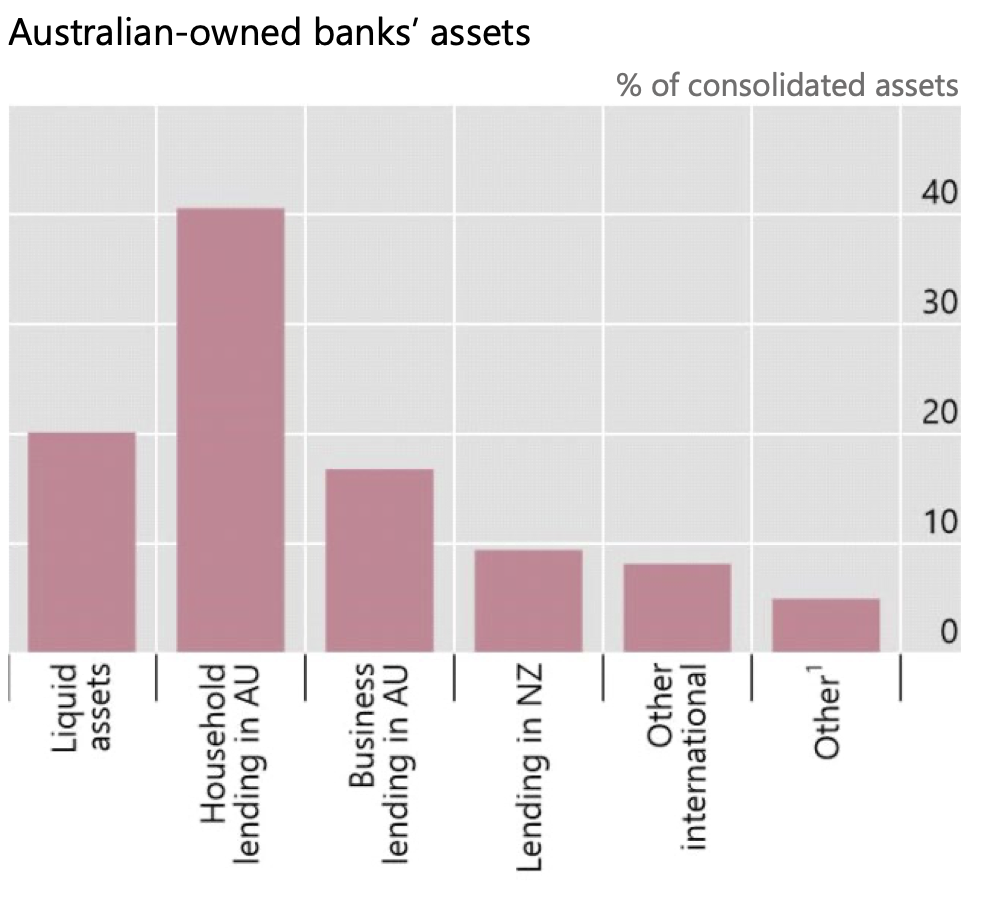 Australian-owned banks’ assets
% of consolidated assets
40
30
20
10
0
Liquid
assets
Household
lending in AU
Business
lending in AU
Lending in NZ
Other
international
Other¹